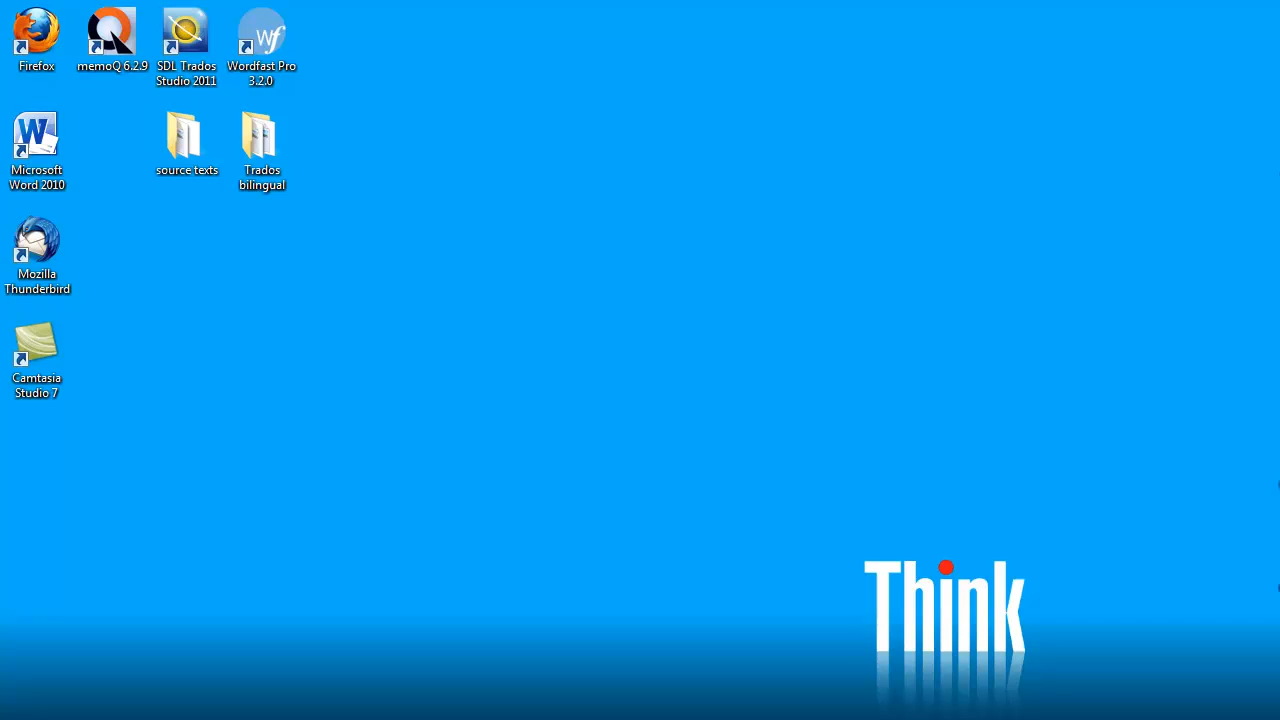 Firefox
memoQ 6.2.9
SDL Trados
Studio 2011
Wordfast Pro
3.2.0
Microsoft
Word 2010
source texts
Trados
bilingual
Mozilla
Thunderbird
Camtasia
Studio 7
Think